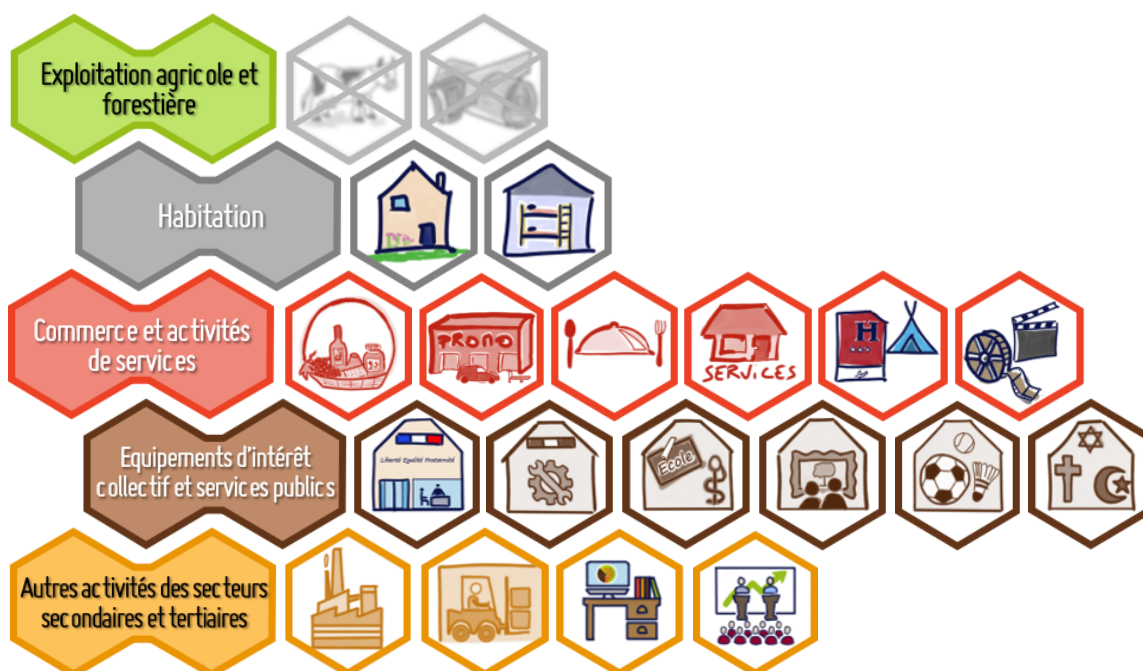 Exploitation agricole et
forestière
Habitation
Commerce et activités
de services
PROMO
SERVICES
H
Equipements d'intérêt
collectif et services publics
Liberté Egalité Fraternité
Ecole
Autres activités des secteurs
secondaires et tertiaires